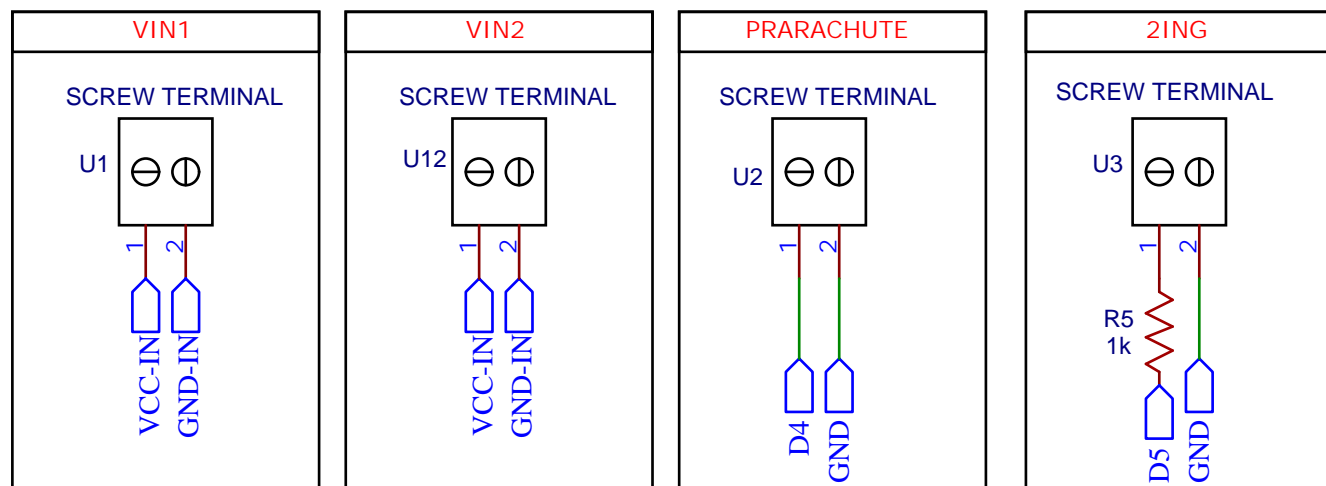 VIN1
SCREW TERMINAL
U1
1
2
VCC-IN
GND-IN
VIN2
SCREW TERMINAL
U12
1
2
VCC-IN
GND-IN
PRARACHUTE
SCREW TERMINAL
U2
1
2
D4
GND
2ING
SCREW TERMINAL
U3
1
2
R5
1k
D5
GND